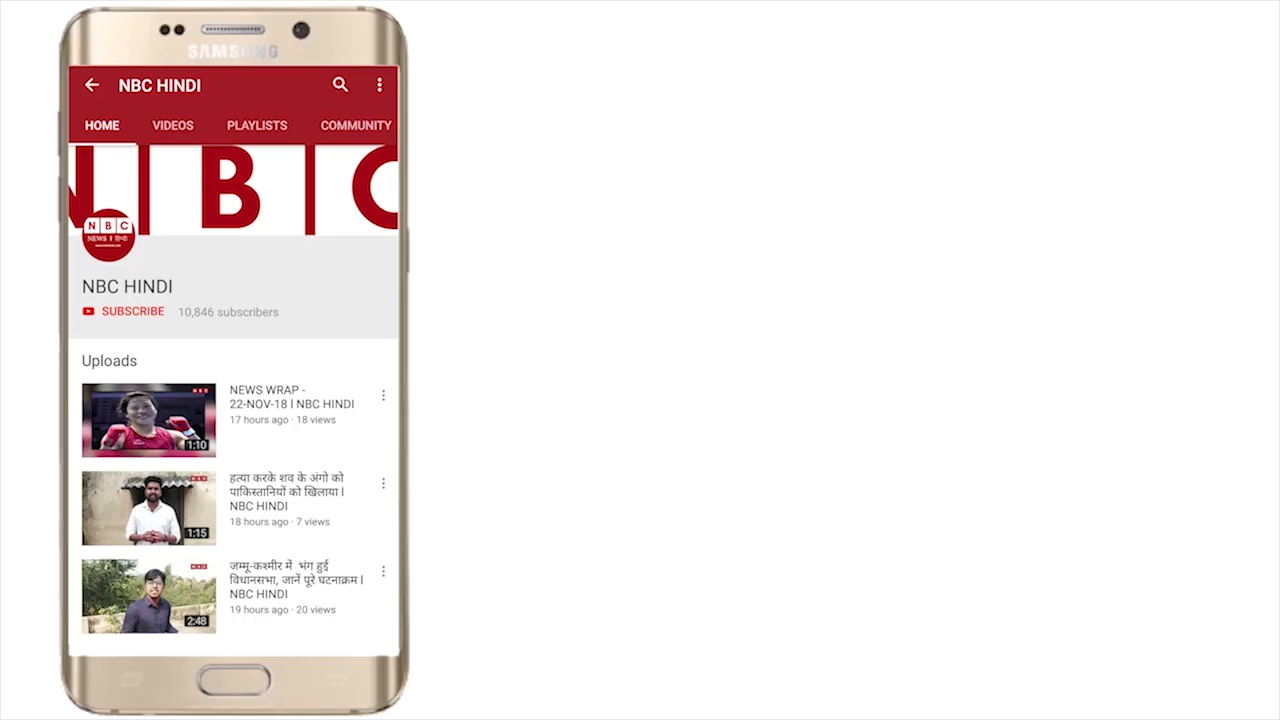 SAMSUNG
NBC HINDI
HOME VIDEOS PLAYLISTS COMMUNITY
N B C
N B C
NEWS I हिन्दी
NBC HINDI
SUBSCRIBE 10,846 subscribers
Uploads
NEWS WRAP -
22-NOV-18 l NBC HINDI
17 hours ago · 18 views
1:10
हत्या करके शव के अंगो को
पाकिस्तानियों को खिलाया l
NBC HINDI
18 hours ago · 7 views
1:15
जम्मू-कश्मीर में भंग हुई
विधानसभा, जानें पूरे घटनाक्रम l
NBC HINDI
19 hours ago · 20 views
2:48